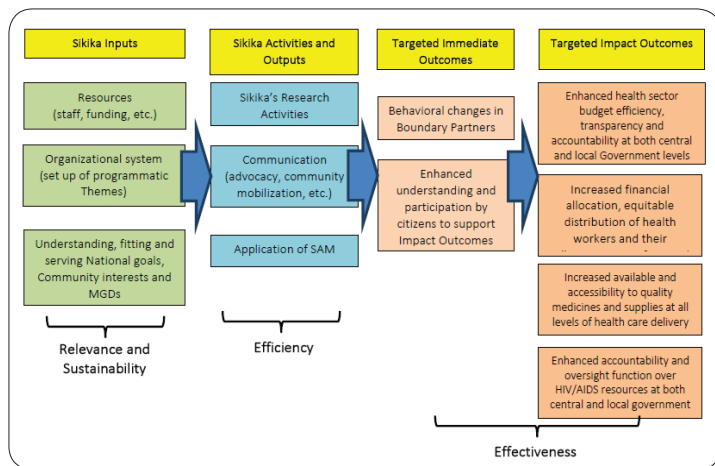 Sikika Inputs
Sikika Activities and
Outputs
Targeted Immediate
Outcomes
Targeted Impact Outcomes
Resources
(staff, funding, etc.)
Organizational system
(set up of programmatic
Themes)
Understanding, fitting and
serving National goals,
Community interests and
MGDs
Relevance and
Sustainability
Sikika's Research
Activities
Communication
(advocacy, community
mobilization, etc.)
Application of SAM
Efficiency
Behavioral changes in
Boundary Partners
Enhanced
understanding and
participation by
citizens to support
Impact Outcomes
Enhanced health sector
budget efficiency,
transparency and
accountability at both central
and local Government levels
Increased financial
allocation, equitable
distribution of health
workers and their
Increased available and
accessibility to quality
medicines and supplies at all
levels of health care delivery
Enhanced accountability and
oversight function over
HIV/AIDS resources at both
central and local government
Effectiveness